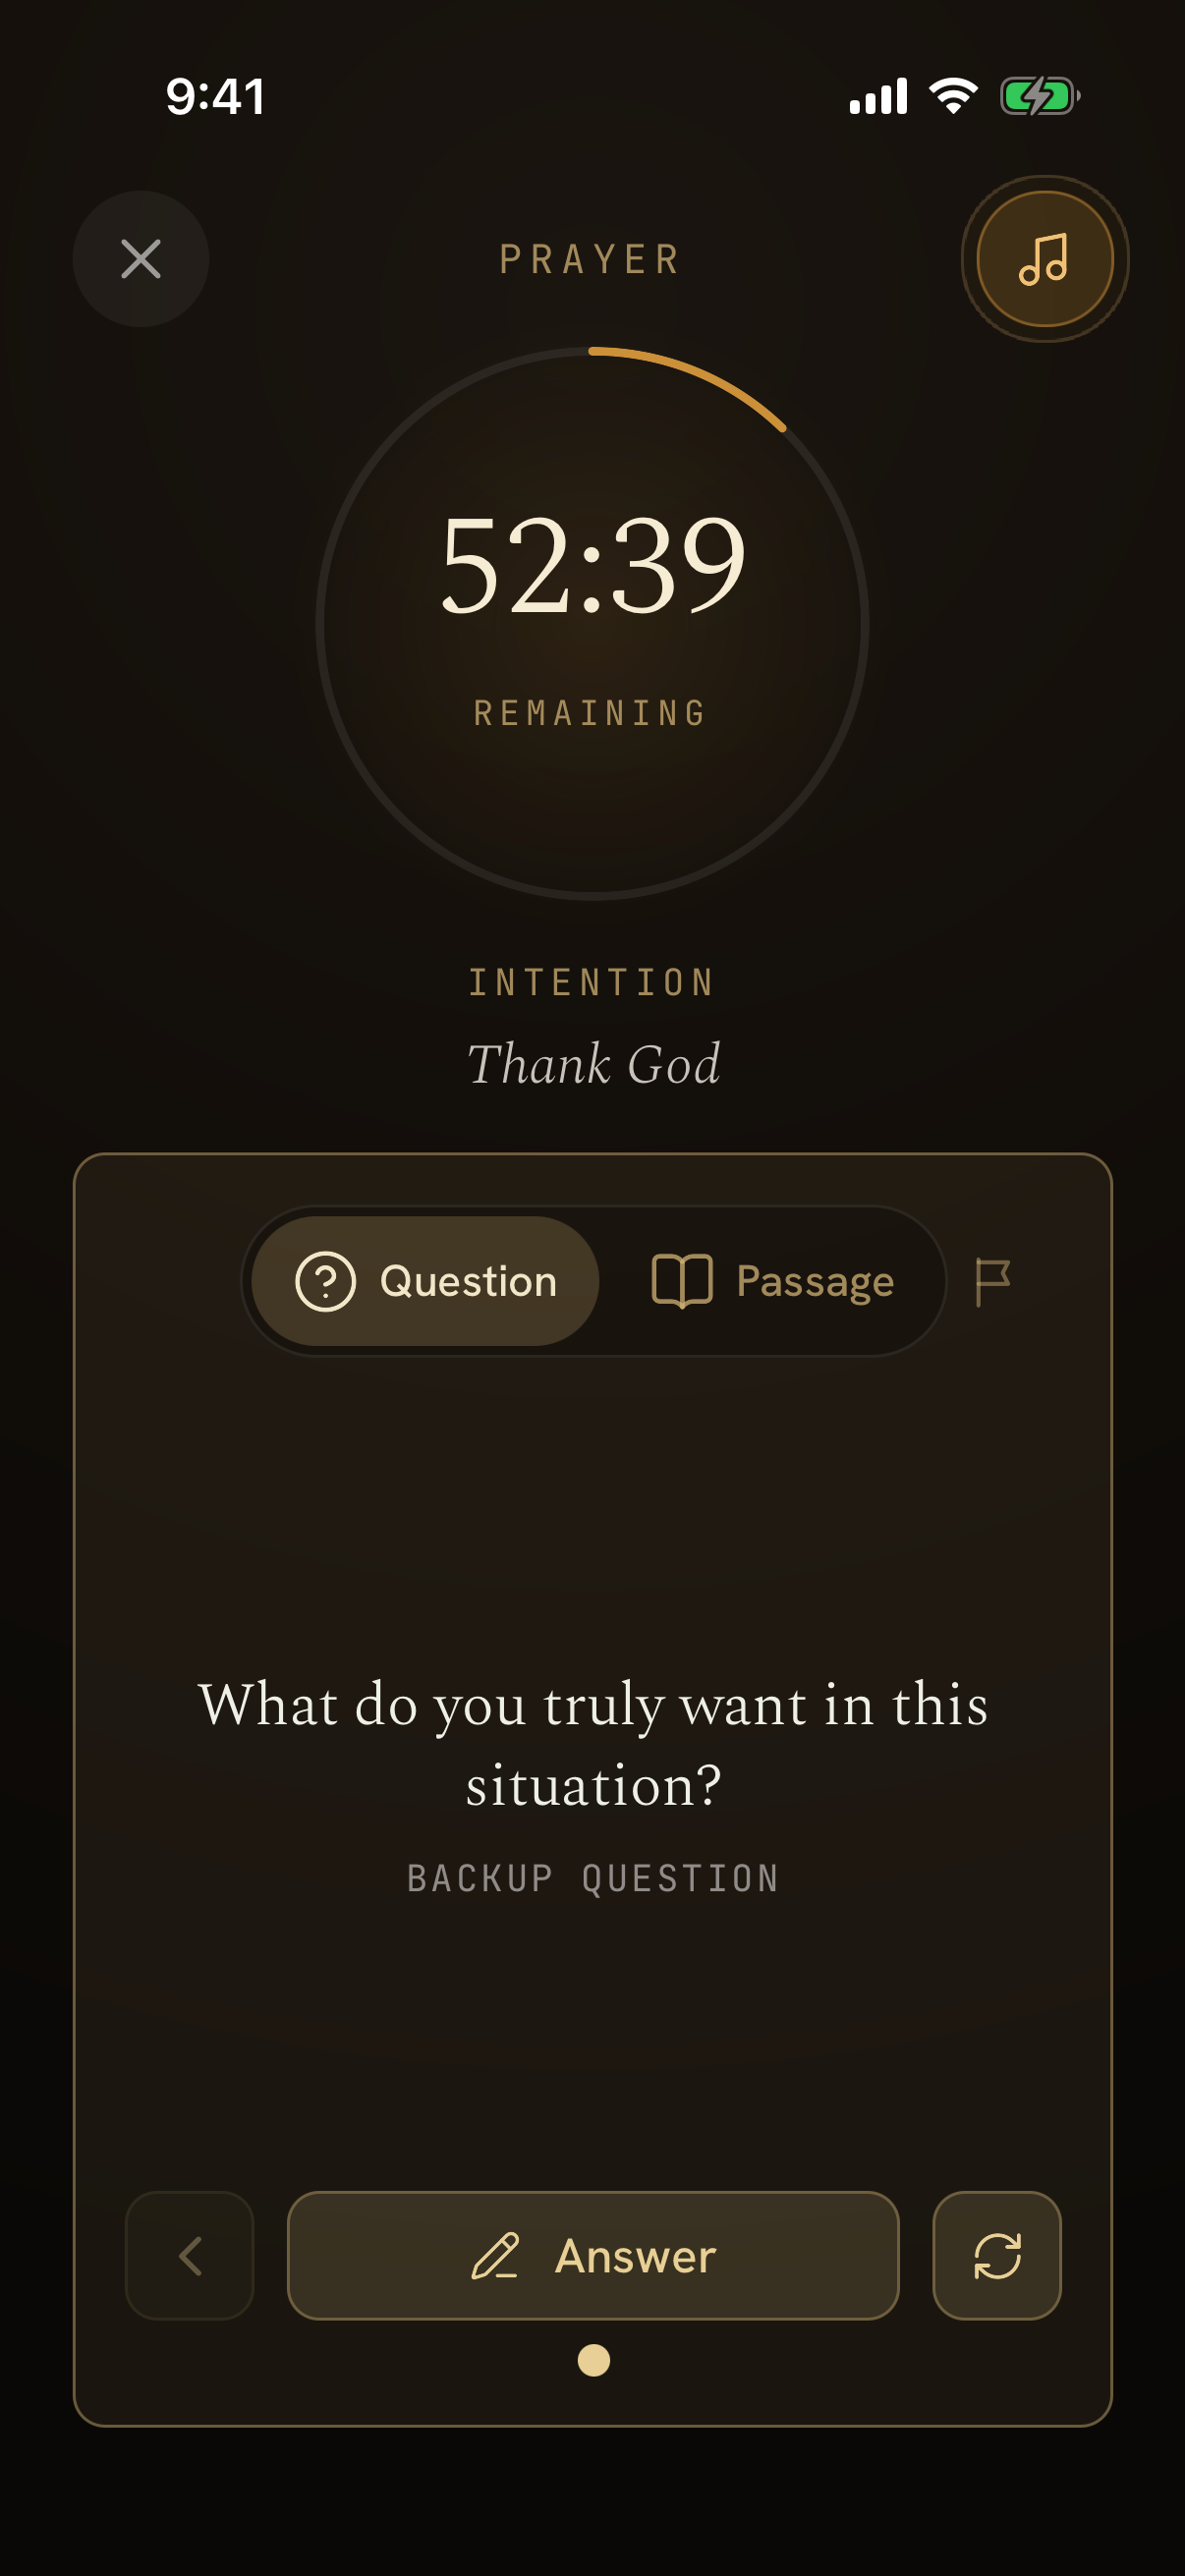 9:41
PRAYER
52:39
REMAINING
INTENTION
Thank God
Question
Passage
What do you truly want in this
situation?
BACKUP QUESTION
Answer